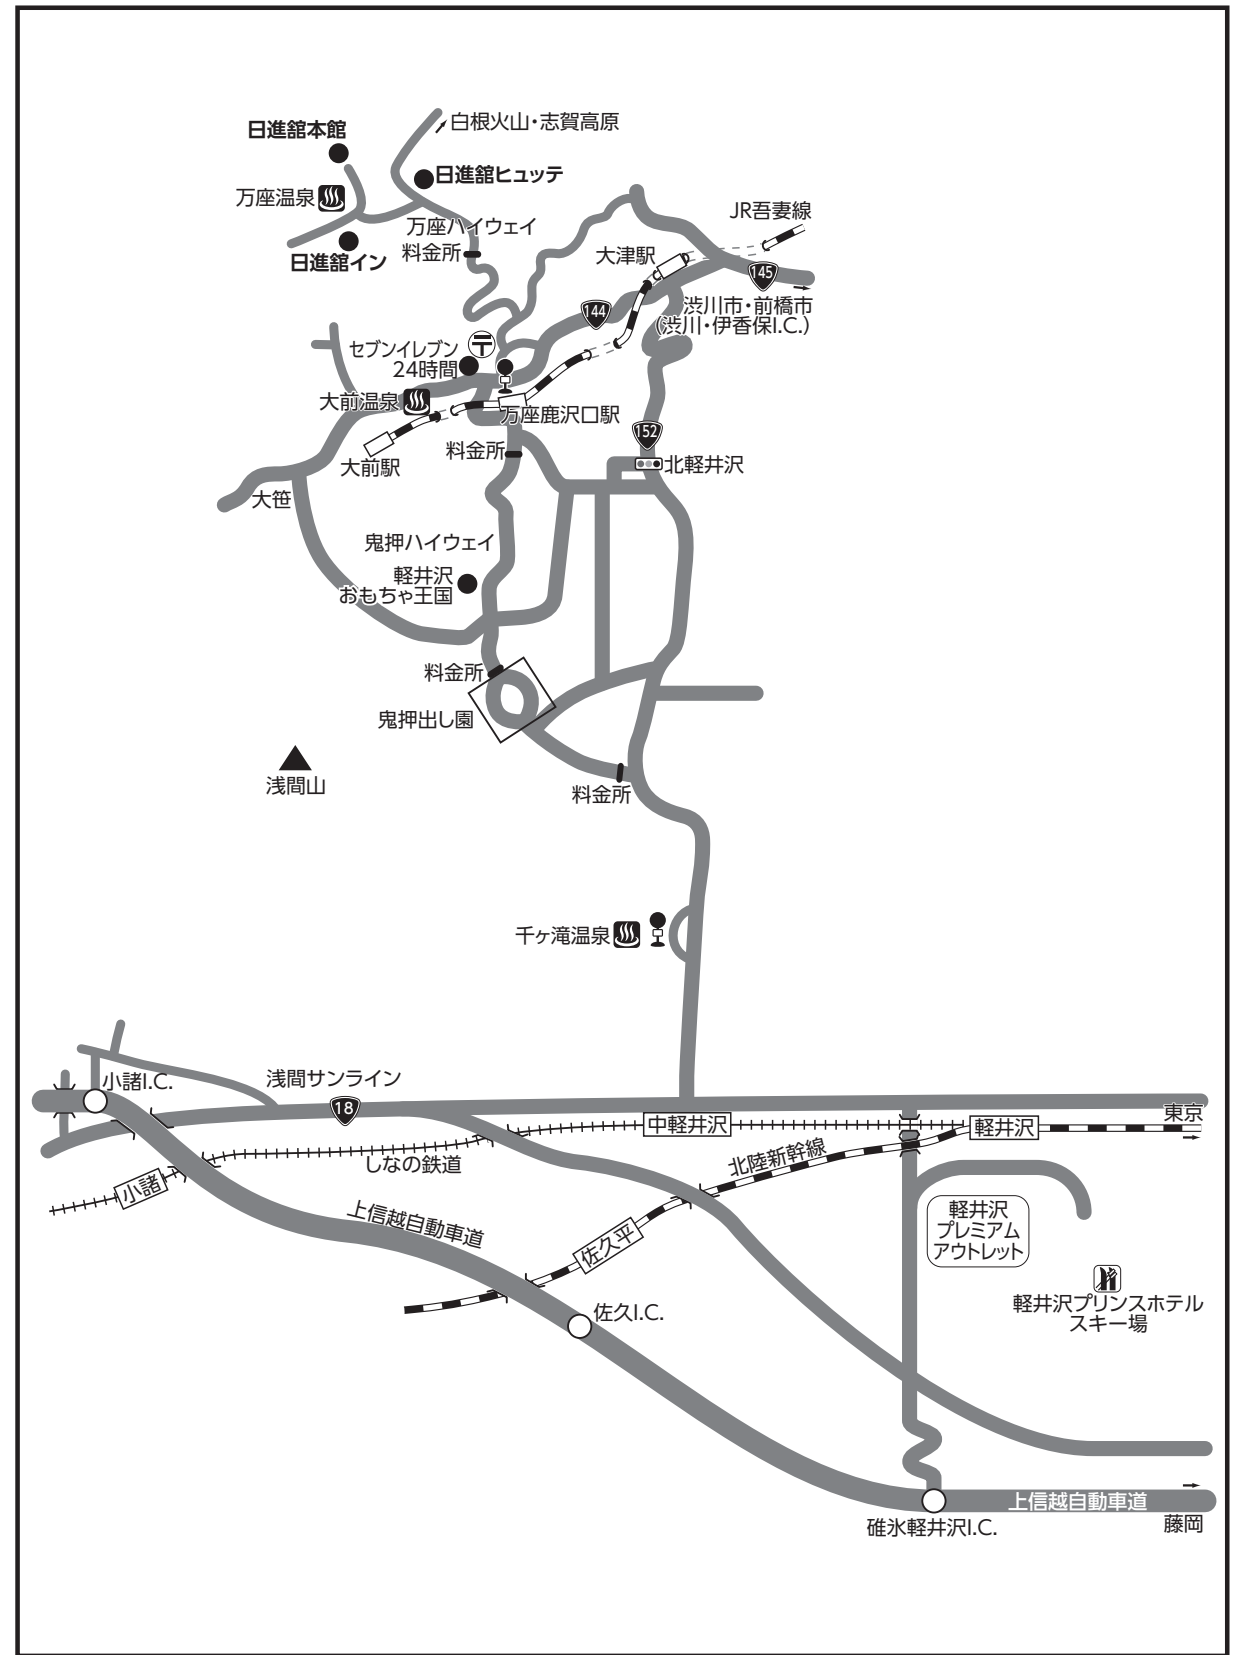 白根火山・志賀高原
日進舘本館
日進舘ヒュッテ
万座温泉
JR吾妻線
万座ハイウェイ
料金所
大津駅
日進舘イン
145
渋川市・前橋市
(渋川・伊香保I.C.)
144
セブンイレブン
24時間
大前温泉
万座鹿沢口駅
152
料金所
北軽井沢
大前駅
大笹
鬼押ハイウェイ
軽井沢
おもちゃ王国
料金所
鬼押出し園
浅間山
料金所
千ヶ滝温泉
小諸I.C.
浅間サンライン
18
東京
中軽井沢
軽井沢
しなの鉄道
北陸新幹線
小諸
上信越自動車道
佐久平
軽井沢
プレミアム
アウトレット
佐久I.C.
軽井沢プリンスホテル
スキー場
上信越自動車道
碓氷軽井沢I.C.
藤岡